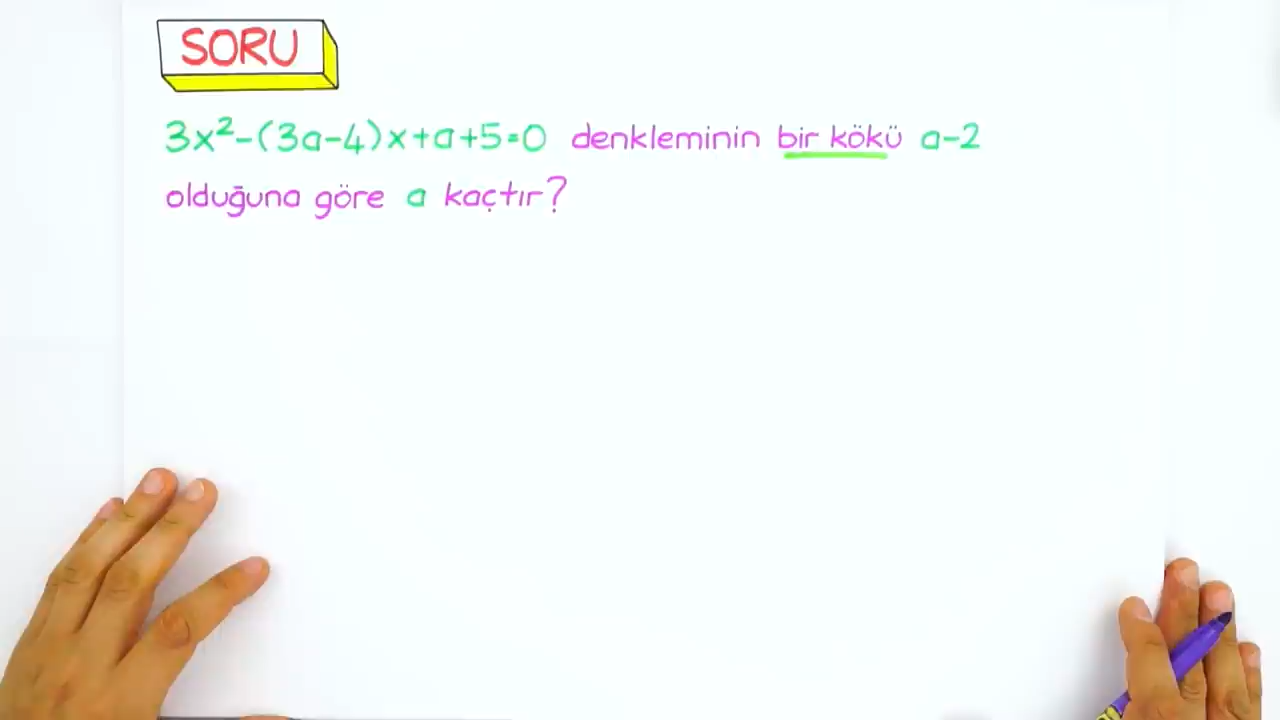 SORU
3x²-(3a-4)x+a+5=0 denkleminin bir kökü a-2
olduğuna göre a kaçtır?